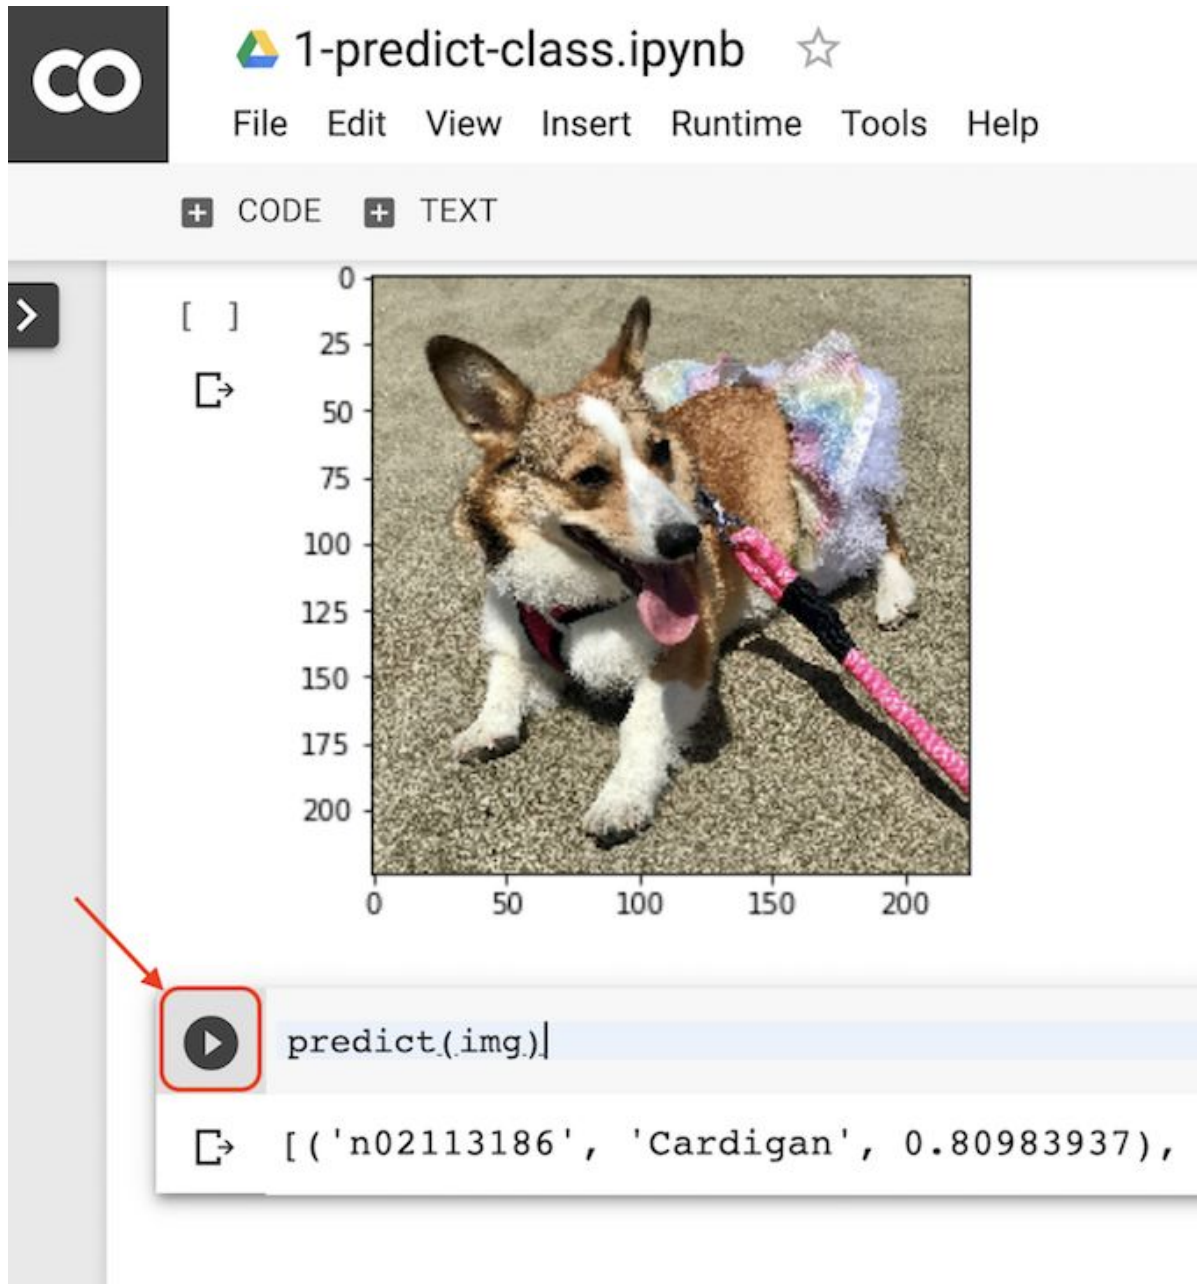 CO
1-predict-class.ipynb
File Edit View Insert Runtime Tools Help
CODE TEXT
[ ]
0
25
50
75
100
125
150
175
200
0 50 100 150 200
predict(img)
[('n02113186', 'Cardigan', 0.80983937),